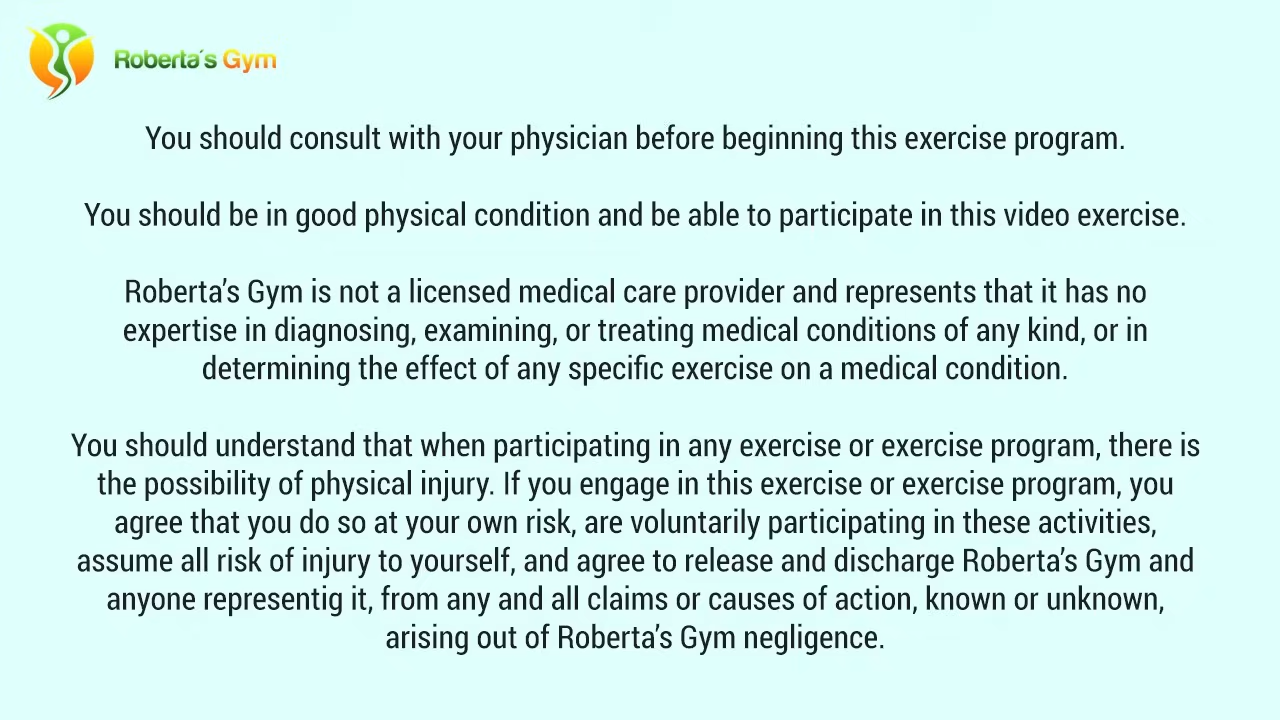 Roberta´s Gym
You should consult with your physician before beginning this exercise program.
You should be in good physical condition and be able to participate in this video exercise.
Roberta’s Gym is not a licensed medical care provider and represents that it has no
expertise in diagnosing, examining, or treating medical conditions of any kind, or in
determining the effect of any specific exercise on a medical condition.
You should understand that when participating in any exercise or exercise program, there is
the possibility of physical injury. If you engage in this exercise or exercise program, you
agree that you do so at your own risk, are voluntarily participating in these activities,
assume all risk of injury to yourself, and agree to release and discharge Roberta’s Gym and
anyone representig it, from any and all claims or causes of action, known or unknown,
arising out of Roberta’s Gym negligence.